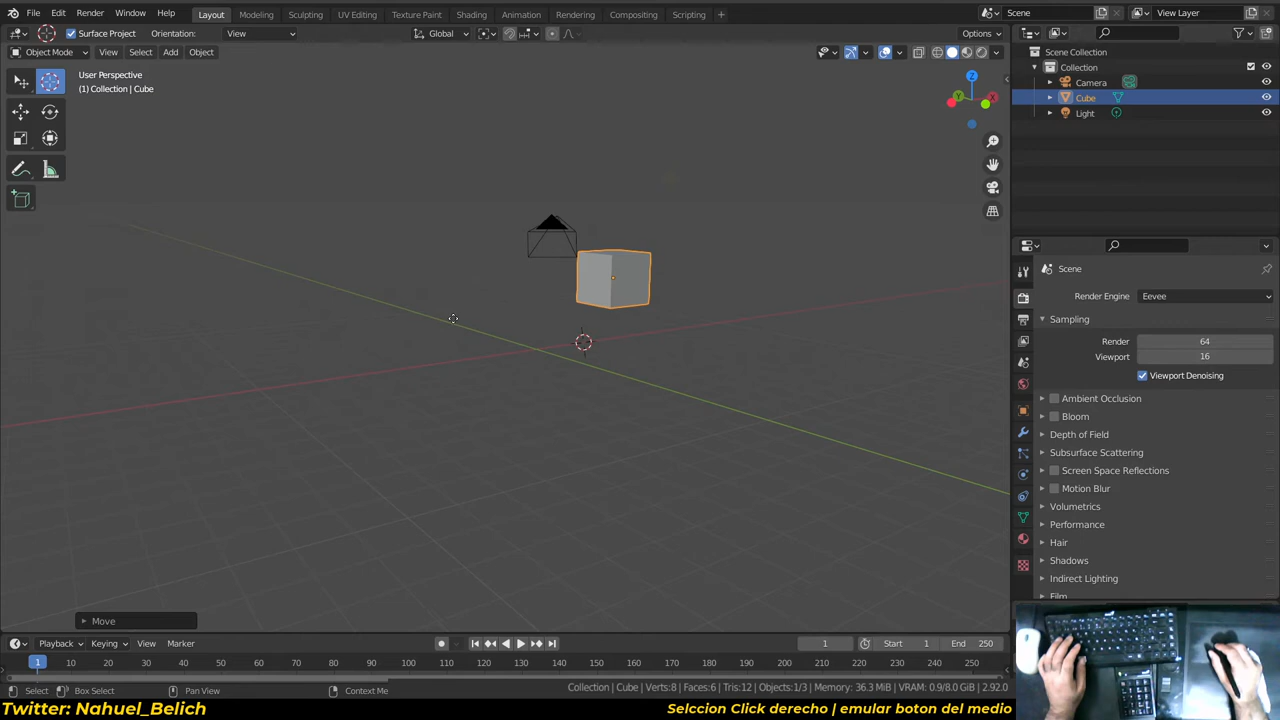 File Edit Render Window Help Layout Modeling Sculpting UV Editing Texture Paint Shading Animation Rendering Compositing Scripting + Scene View Layer
Surface Project Orientation: View Global Options
Object Mode View Select Add Object
User Perspective
(1) Collection | Cube
Z
Y
X
Scene Collection
Collection
Camera
Cube
Light
Scene
Render Engine Eevee
Sampling
Render 64
Viewport 16
Viewport Denoising
Ambient Occlusion
Bloom
Depth of Field
Subsurface Scattering
Screen Space Reflections
Motion Blur
Volumetrics
Performance
Hair
Shadows
Indirect Lighting
Film
Move
Playback Keying View Marker 1 Start 1 End 250
1 10 20 30 40 50 60 70 80 90 100 110 120 130 140 150 160 170 180 190 200 210 220 230 240 250
Select Box Select Pan View Context Menu Collection | Cube | Verts:8 | Faces:6 | Tris:12 | Objects:1/3 | Memory: 36.3 MiB | VRAM: 0.9/8.0 GiB | 2.92.0
Twitter: Nahuel_Belich Selccion Click derecho | emular boton del medio